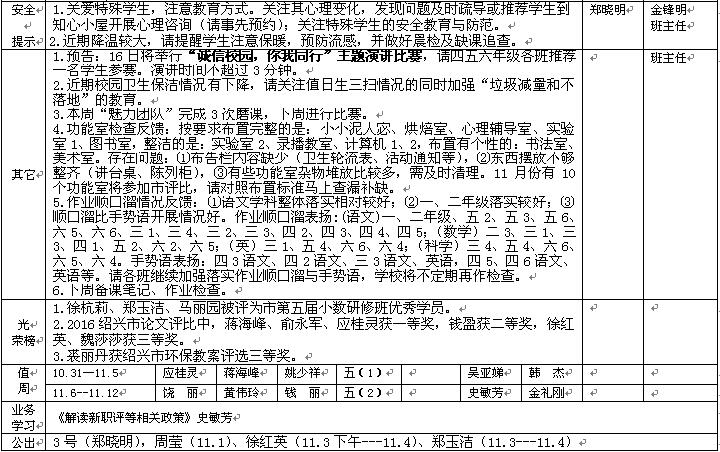 安全
提示
1.关爱特殊学生，注意教育方式。关注其心理变化，发现问题及时疏导或推荐学生到
知心小屋开展心理咨询（请事先预约）；关注特殊学生的安全教育与防范。
2.近期降温较大，请提醒学生注意保暖，预防流感，并做好晨检及缺课追查。
郑晓明
金锋明
班主任
其它
1.预告：16日将举行“诚信校园，你我同行”主题演讲比赛，请四五六年级各班推荐
一名学生参赛。演讲时间不超过3分钟。
2.近期校园卫生保洁情况有下降，请关注值日生三扫情况的同时加强“垃圾减量和不
落地”的教育。
3.本周“魅力团队”完成3次磨课，下周进行比赛。
4.功能室检查反馈：按要求布置完整的是：小小泥人宓、烘焙室、心理辅导室、实验
室1、图书室，整洁的是：实验室2、录播教室、计算机1、2，布置有个性的：书法室、
美术室。存在问题：⑴布告栏内容缺少（卫生轮流表、活动通知等），⑵东西摆放不够
整齐（讲台桌、陈列柜），⑶有些功能室杂物堆放比较多，需及时清理。11月份有10
个功能室将参加市评比，请对照布置标准马上查漏补缺。
5.作业顺口溜情况反馈：⑴语文学科整体落实相对较好；⑵一、二年级落实较好；⑶
顺口溜比手势语开展情况好。作业顺口溜表扬：(语文)一、二年级、五2、五3、五6、
六5、六6、三1、三4、三2、三3、四2、四3、四4、四5；(数学)二3、三1、三
3、四1、五2、六2、六5；(英)三1、五4、六6、六4；(科学)三4、五4、六6、
六5、六4。手势语表扬：四3语文、四2语文、三3语文、英语，四5、四6语文、
英语等。请各班继续加强落实作业顺口溜与手势语，学校将不定期再作检查。
6.下周备课笔记、作业检查。
班主任
光
荣榜
1.徐杭莉、郑玉洁、马丽园被评为市第五届小数研修班优秀学员。
2.2016绍兴市论文评比中，蒋海峰、俞永军、应桂灵获一等奖，钱盈获二等奖，徐红
英、魏莎莎获三等奖。
3.裘丽丹获绍兴市环保教案评选三等奖。
值
周
10.31—11.5 应桂灵 蒋海峰 姚少祥 五(1) 吴亚娣 韩 杰
11.6--11.12 饶 丽 黄伟玲 钱 丽 五(2) 史敏芳 金礼刚
业务
学习
《解读新职评等相关政策》史敏芳
公出
3号（郑晓明），周莹（11.1）、徐红英（11.3下午---11.4）、郑玉洁（11.3---11.4）